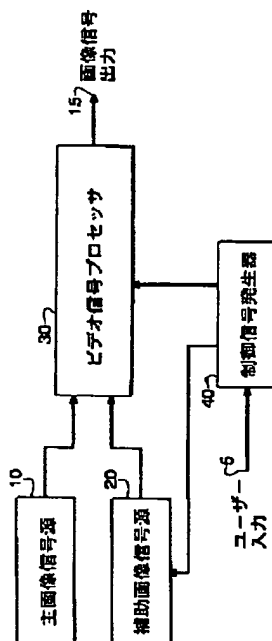 主画像信号源
10
補助画像信号源
20
ビデオ信号プロセッサ
30
15
画像信号
出力
制御信号発生器
40
5
ユーザー
入力